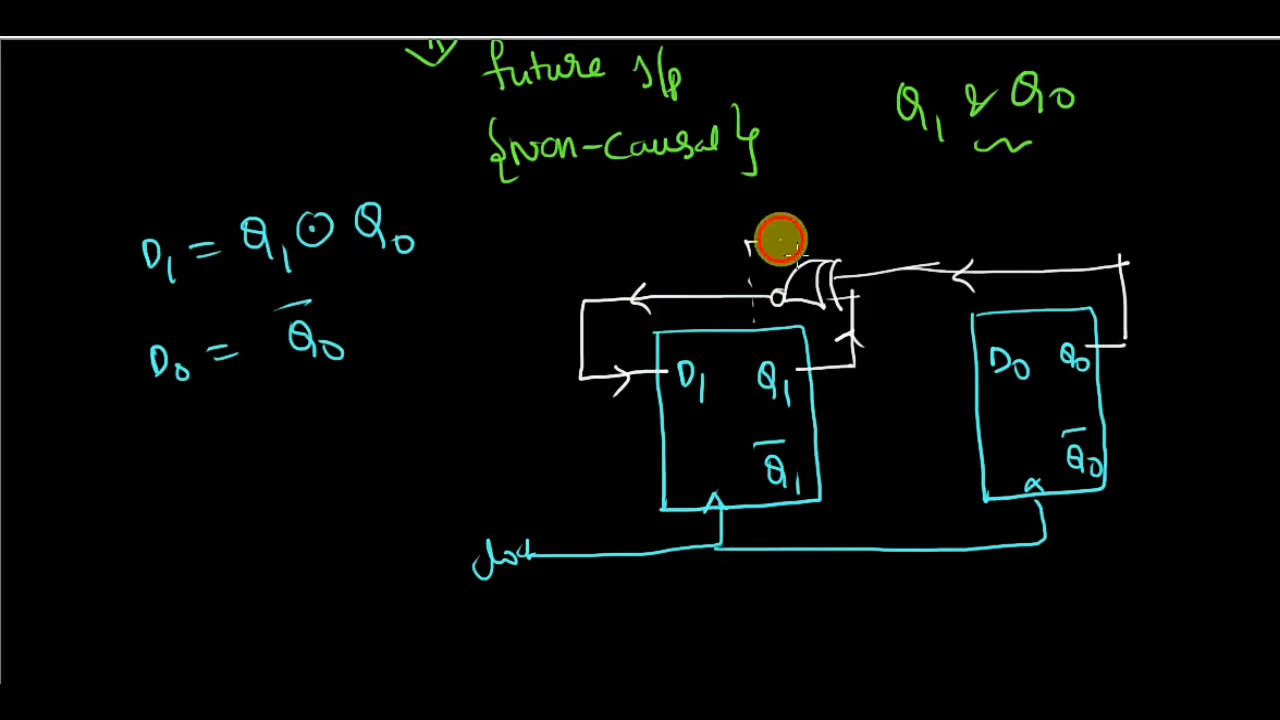 future i/p
Q1 & Q0
{Non-Causal}
D1 = Q1 ⊙ Q0
D0 = Q̅0
D1 Q1
Q̅1
D0 Q0
Q̅0
clock